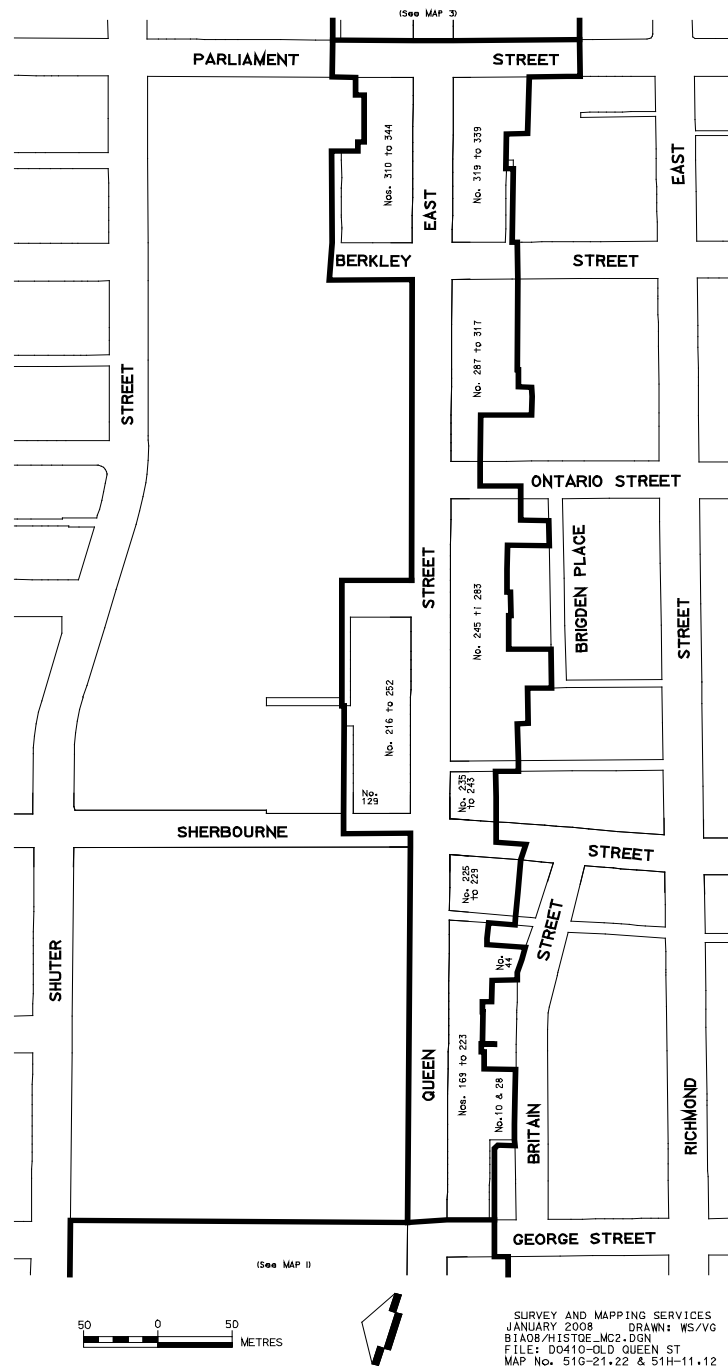 (See MAP 3)
PARLIAMENT STREET
Nos. 310 to 344
EAST
No. 319 to 339
EAST
BERKLEY STREET
No. 287 to 317
STREET
ONTARIO STREET
STREET
No. 245 tI 283
BRIGDEN PLACE
STREET
No. 216 to 252
No.
129
No. 235
to 243
SHERBOURNE STREET
No. 225
to 229
STREET
No.
44
SHUTER
QUEEN
Nos. 169 to 223
No.10 & 28
BRITAIN
RICHMOND
GEORGE STREET
(See MAP 1)
50 0 50
METRES
SURVEY AND MAPPING SERVICES
JANUARY 2008 DRAWN: WS/VG
BIA08/HISTQE_MC2.DGN
FILE: DO410-OLD QUEEN ST
MAP No. 51G-21.22 & 51H-11.12